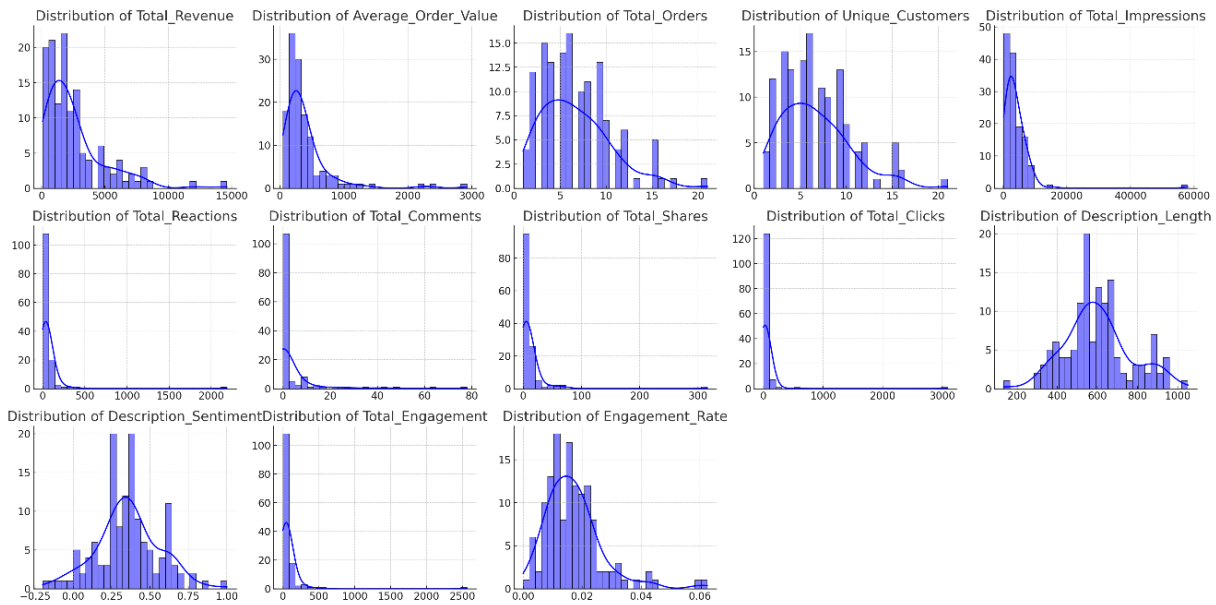 Distribution of Total_Revenue
Distribution of Average_Order_Value
Distribution of Total_Orders
Distribution of Unique_Customers
Distribution of Total_Impressions
20
15
10
5
0
0 5000 10000 15000
30
20
10
0
0 1000 2000 3000
15.0
12.5
10.0
7.5
5.0
2.5
0.0
0 5 10 15 20
15
10
5
0
0 5 10 15 20
50
40
30
20
10
0
0 20000 40000 60000
Distribution of Total_Reactions
Distribution of Total_Comments
Distribution of Total_Shares
Distribution of Total_Clicks
Distribution of Description_Length
100
80
60
40
20
0
0 500 1000 1500 2000
100
80
60
40
20
0
0 20 40 60 80
80
60
40
20
0
0 100 200 300
120
100
80
60
40
20
0
0 1000 2000 3000
20
15
10
5
0
200 400 600 800 1000
Distribution of Description_Sentiment
Distribution of Total_Engagement
Distribution of Engagement_Rate
20
15
10
5
0
−0.25 0.00 0.25 0.50 0.75 1.00
100
80
60
40
20
0
0 500 1000 1500 2000 2500
15
10
5
0
0.00 0.02 0.04 0.06